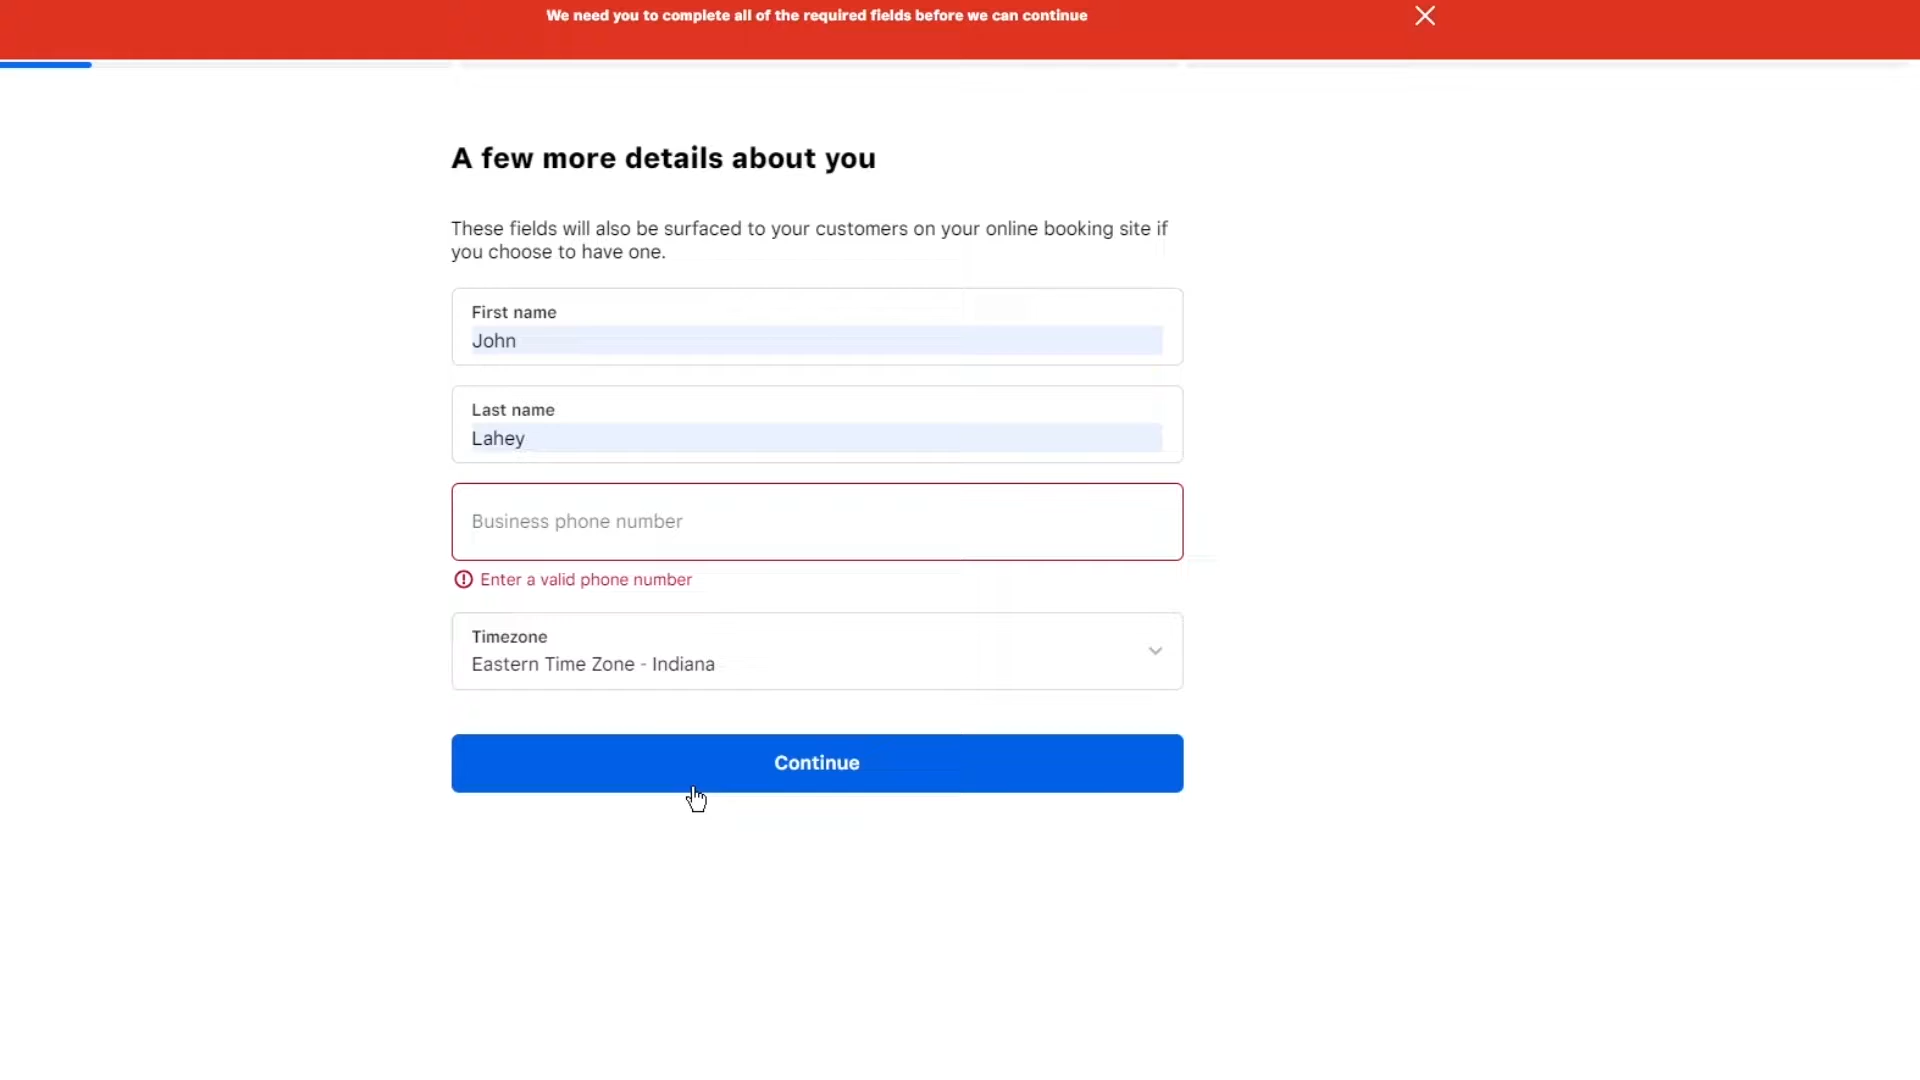 We need you to complete all of the required fields before we can continue
A few more details about you
These fields will also be surfaced to your customers on your online booking site if
you choose to have one.
First name
John
Last name
Lahey
Business phone number
Enter a valid phone number
Timezone
Eastern Time Zone - Indiana
Continue